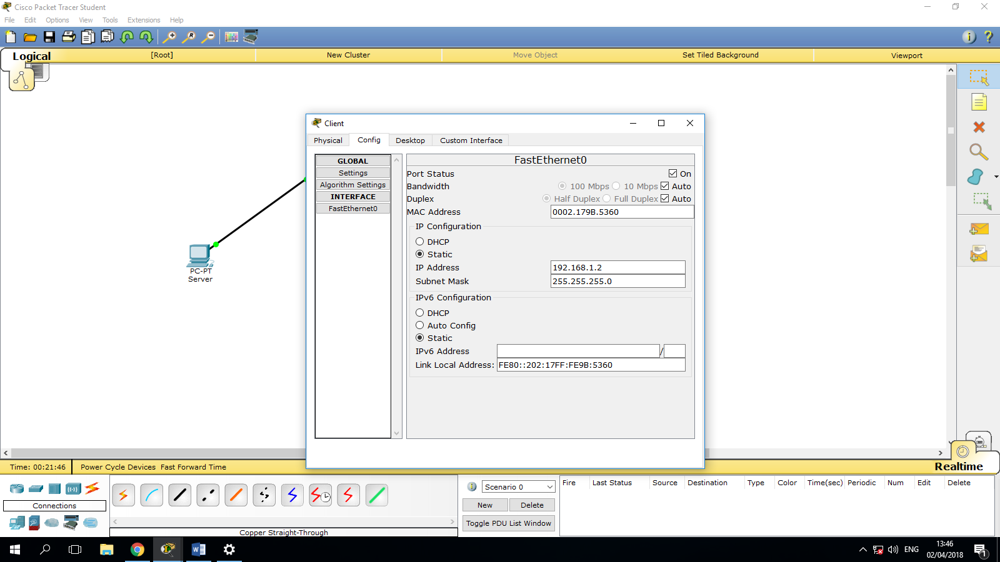 Cisco Packet Tracer Student
File Edit Options View Tools Extensions Help
Logical [Root] New Cluster Move Object Set Tiled Background Viewport
Client
Physical Config Desktop Custom Interface
GLOBAL
Settings
Algorithm Settings
INTERFACE
FastEthernet0
FastEthernet0
Port Status On
Bandwidth 100 Mbps 10 Mbps Auto
Duplex Half Duplex Full Duplex Auto
MAC Address 0002.179B.5360
IP Configuration
DHCP
Static
IP Address 192.168.1.2
Subnet Mask 255.255.255.0
IPv6 Configuration
DHCP
Auto Config
Static
IPv6 Address /
Link Local Address: FE80::202:17FF:FE9B:5360
PC-PT
Server
Realtime
Time: 00:21:46 Power Cycle Devices Fast Forward Time
Connections
Copper Straight-Through
Scenario 0
New Delete
Toggle PDU List Window
Fire Last Status Source Destination Type Color Time(sec) Periodic Num Edit Delete
ENG
13:46
02/04/2018
1